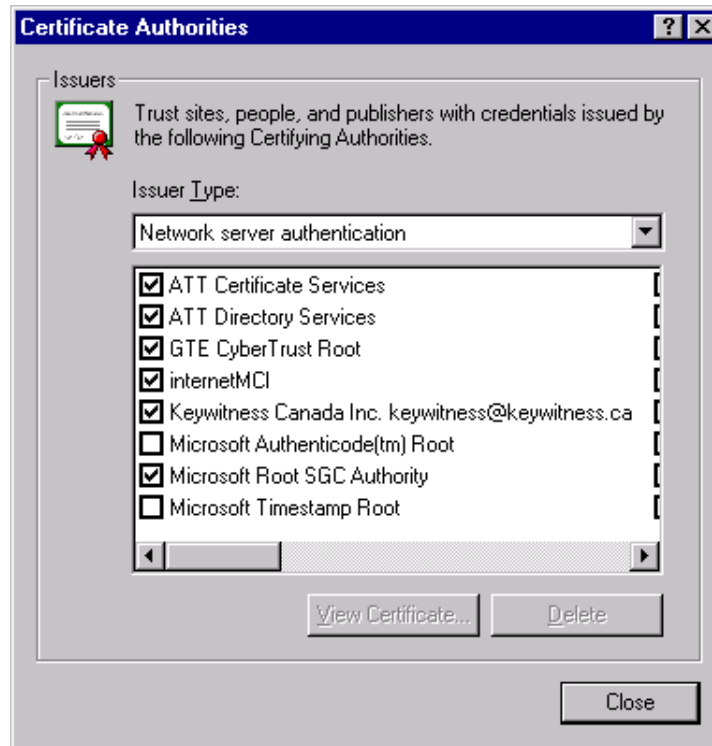 Certificate Authorities
Issuers
Trust sites, people, and publishers with credentials issued by
the following Certifying Authorities.
Issuer Type:
Network server authentication
ATT Certificate Services
ATT Directory Services
GTE CyberTrust Root
internetMCI
Keywitness Canada Inc. keywitness@keywitness.ca
Microsoft Authenticode(tm) Root
Microsoft Root SGC Authority
Microsoft Timestamp Root
View Certificate... Delete
Close